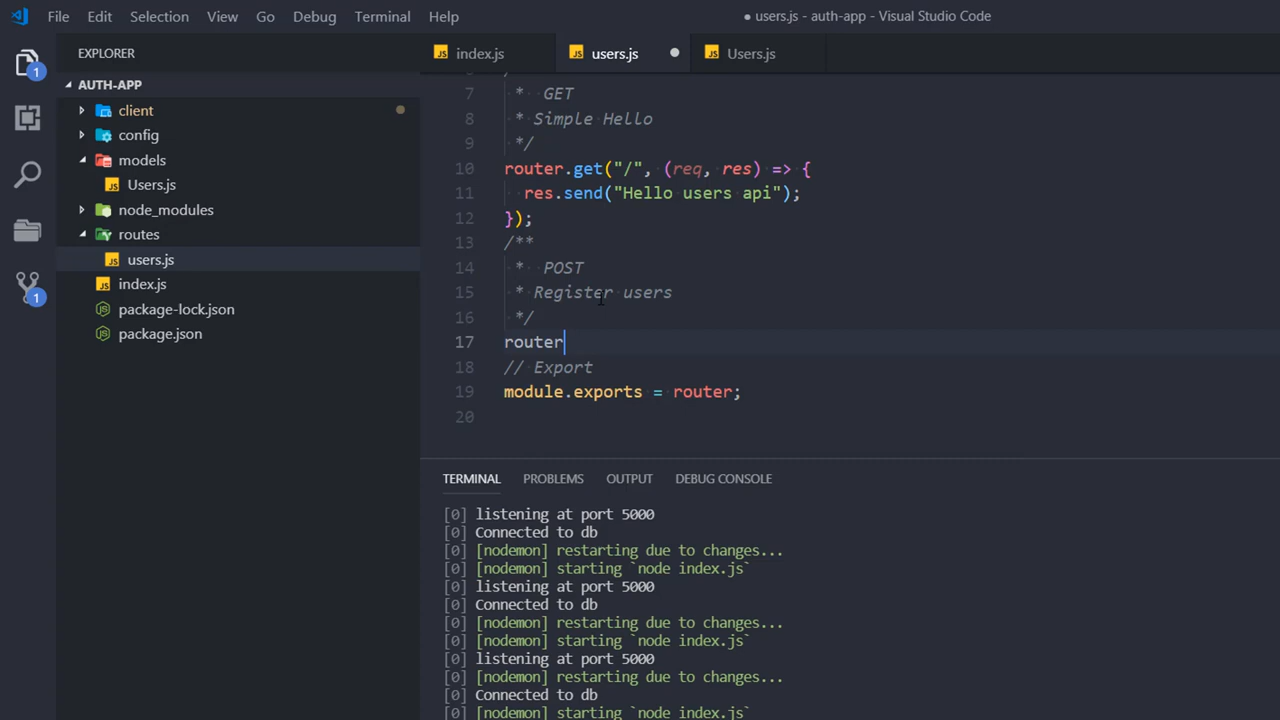 File Edit Selection View Go Debug Terminal Help
● users.js - auth-app - Visual Studio Code
EXPLORER
JS index.js
JS users.js
JS Users.js
AUTH-APP
client
config
models
JS Users.js
node_modules
routes
JS users.js
JS index.js
package-lock.json
package.json
1
1
7 * GET
8 * Simple Hello
9 */
10 router.get("/", (req, res) => {
11 res.send("Hello users api");
12 });
13 /**
14 * POST
15 * Register users
16 */
17 router
18 // Export
19 module.exports = router;
20
TERMINAL PROBLEMS OUTPUT DEBUG CONSOLE
[0] listening at port 5000
[0] Connected to db
[0] [nodemon] restarting due to changes...
[0] [nodemon] starting `node index.js`
[0] listening at port 5000
[0] Connected to db
[0] [nodemon] restarting due to changes...
[0] [nodemon] starting `node index.js`
[0] listening at port 5000
[0] [nodemon] restarting due to changes...
[0] Connected to db
[0] [nodemon] starting `node index.js`